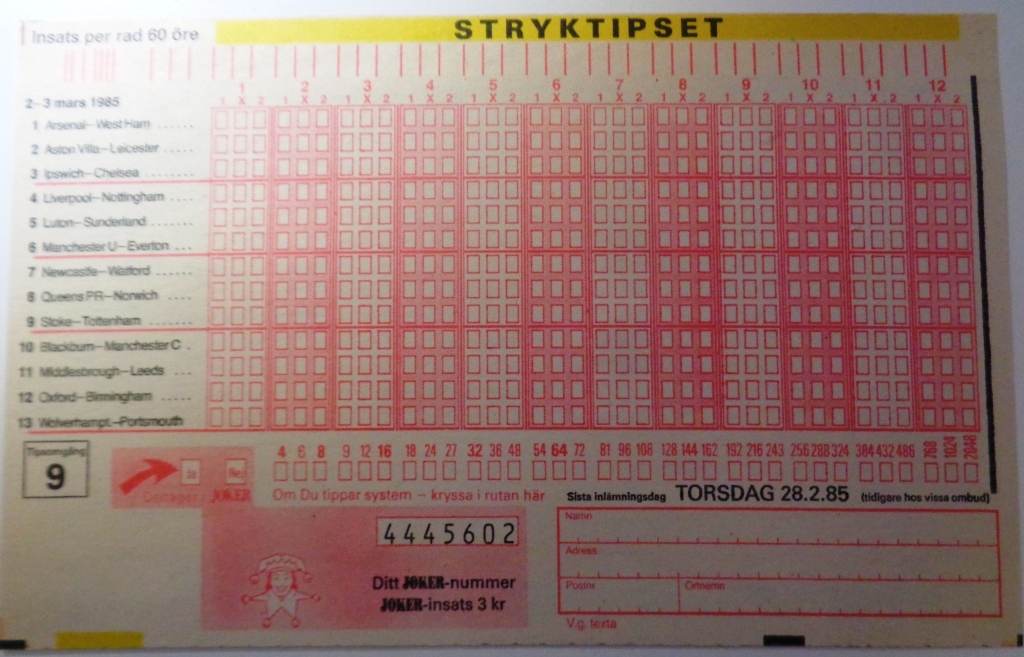 STRYKTIPSET
Insats per rad 60 öre
1 2 3 4 5 6 7 8 9 10 11 12
2-3 mars 1985 1 X 2 1 X 2 1 X 2 1 X 2 1 X 2 1 X 2 1 X 2 1 X 2 1 X 2 1 X 2 1 X 2 1 X 2
1 Arsenal-West Ham ......
2 Aston Villa-Leicester .....
3 Ipswich-Chelsea ........
4 Liverpool-Nottingham ....
5 Luton-Sunderland .......
6 Manchester U-Everton ...
7 Newcastle-Watford ......
8 Queens PR-Norwich ....
9 Stoke-Tottenham .......
10 Blackburn-Manchester C .
11 Middlesbrough-Leeds ...
12 Oxford-Birmingham .....
13 Wolverhampt.-Portsmouth
4 6 8 9 12 16 18 24 27 32 36 48 54 64 72 81 96 108 128 144 162 192 216 243 256 288 324 384 432 486 768 1024 2048
Tipsomgång
9
Ja Nej
Deltager i JOKER
Om Du tippar system – kryssa i rutan här
Sista inlämningsdag TORSDAG 28.2.85 (tidigare hos vissa ombud)
4445602
Ditt JOKER-nummer
JOKER-insats 3 kr
Namn
Adress
Postnr Ortnamn
V.g. texta